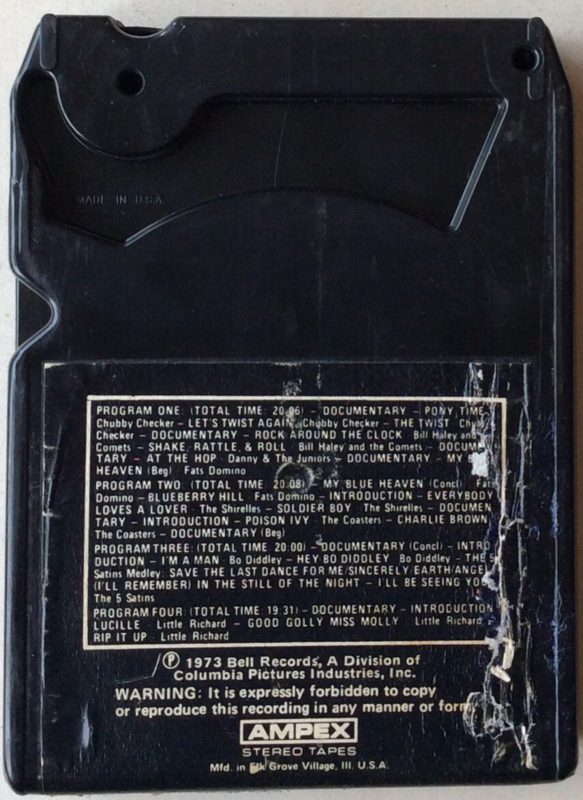 MADE IN U.S.A.
PROGRAM ONE: (TOTAL TIME: 20:06) – DOCUMENTARY – PONY TIME
Chubby Checker – LET'S TWIST AGAIN Chubby Checker – THE TWIST
Checker – DOCUMENTARY – ROCK AROUND THE CLOCK Bill Haley and
Comets – SHAKE, RATTLE, & ROLL Bill Haley and the Comets – DOCUMEN
TARY – AT THE HOP Danny & The Juniors – DOCUMENTARY – MY
HEAVEN (Beg) Fats Domino
PROGRAM TWO: (TOTAL TIME: 20:08) – MY BLUE HEAVEN (Concl) Fats
Domino – BLUEBERRY HILL Fats Domino – INTRODUCTION – EVERYBODY
LOVES A LOVER The Shirelles – SOLDIER BOY The Shirelles – DOCUMEN
TARY – INTRODUCTION – POISON IVY The Coasters – CHARLIE BROWN
The Coasters – DOCUMENTARY (Beg)
PROGRAM THREE: (TOTAL TIME: 20:00) – DOCUMENTARY (Concl) – INTRO
DUCTION – I'M A MAN Bo Diddley – HEY BO DIDDLEY Bo Diddley – THE 5
Satins Medley: SAVE THE LAST DANCE FOR ME/SINCERELY/EARTH ANGEL
(I'LL REMEMBER) IN THE STILL OF THE NIGHT – I'LL BE SEEING YOU
The 5 Satins
PROGRAM FOUR: (TOTAL TIME: 19:31) – DOCUMENTARY – INTRODUCTION
LUCILLE Little Richard – GOOD GOLLY MISS MOLLY Little Richard
RIP IT UP Little Richard
℗ 1973 Bell Records, A Division of
Columbia Pictures Industries, Inc.
WARNING: It is expressly forbidden to copy
or reproduce this recording in any manner or form
AMPEX
STEREO TAPES
Mfd. in Elk Grove Village, Ill. U.S.A.